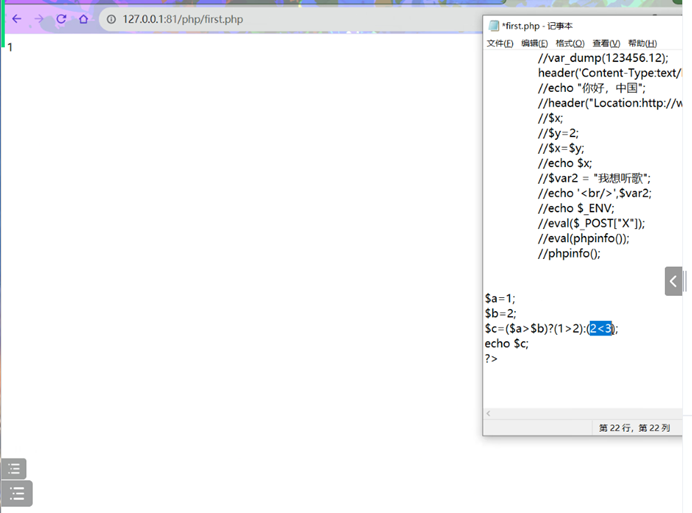 127.0.0.1:81/php/first.php
1
*first.php - 记事本
文件(F) 编辑(E) 格式(O) 查看(V) 帮助(H)
//var_dump(123456.12);
header('Content-Type:text/
//echo "你好，中国";
//header("Location:http://w
//$x;
//$y=2;
//$x=$y;
//echo $x;
//$var2 = "我想听歌";
//echo '<br/>',$var2;
//echo $_ENV;
//eval($_POST["X"]);
//eval(phpinfo());
//phpinfo();
$a=1;
$b=2;
$c=($a>$b)?(1>2):(2<3);
echo $c;
?>
第 22 行，第 22 列